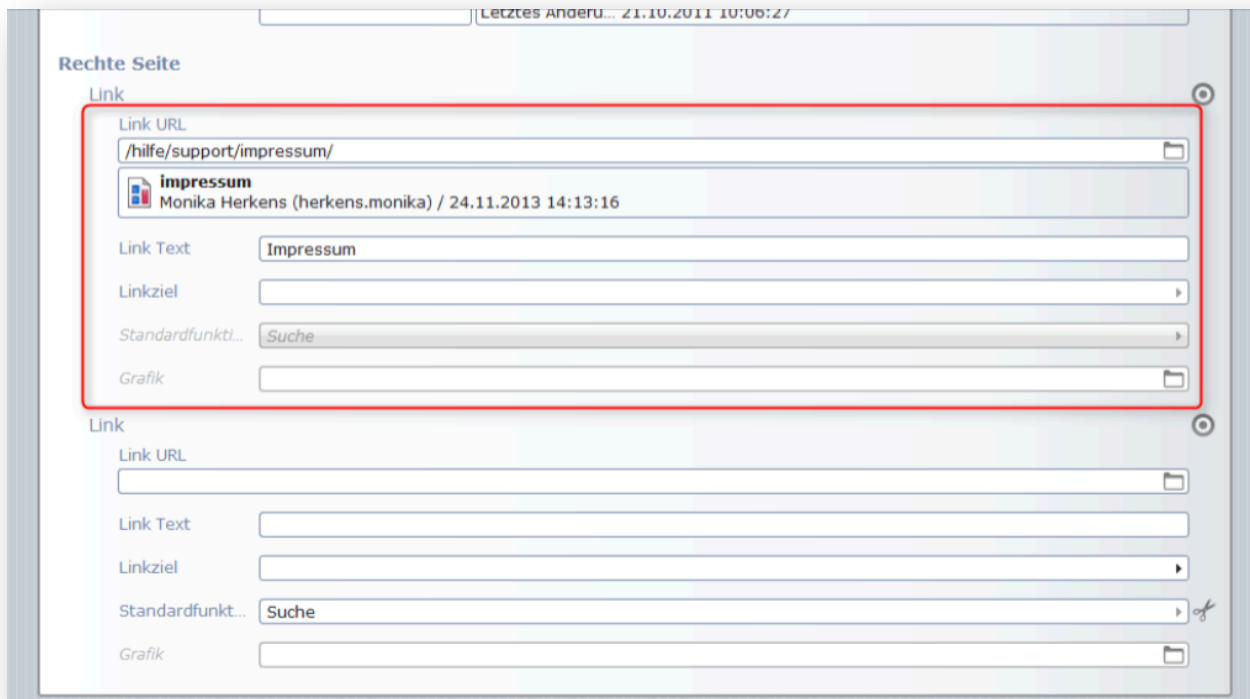 Letztes Änderu... 21.10.2011 10:06:27
Rechte Seite
Link
Link URL
/hilfe/support/impressum/
impressum
Monika Herkens (herkens.monika) / 24.11.2013 14:13:16
Link Text Impressum
Linkziel
Standardfunkti... Suche
Grafik
Link
Link URL
Link Text
Linkziel
Standardfunkt... Suche
Grafik